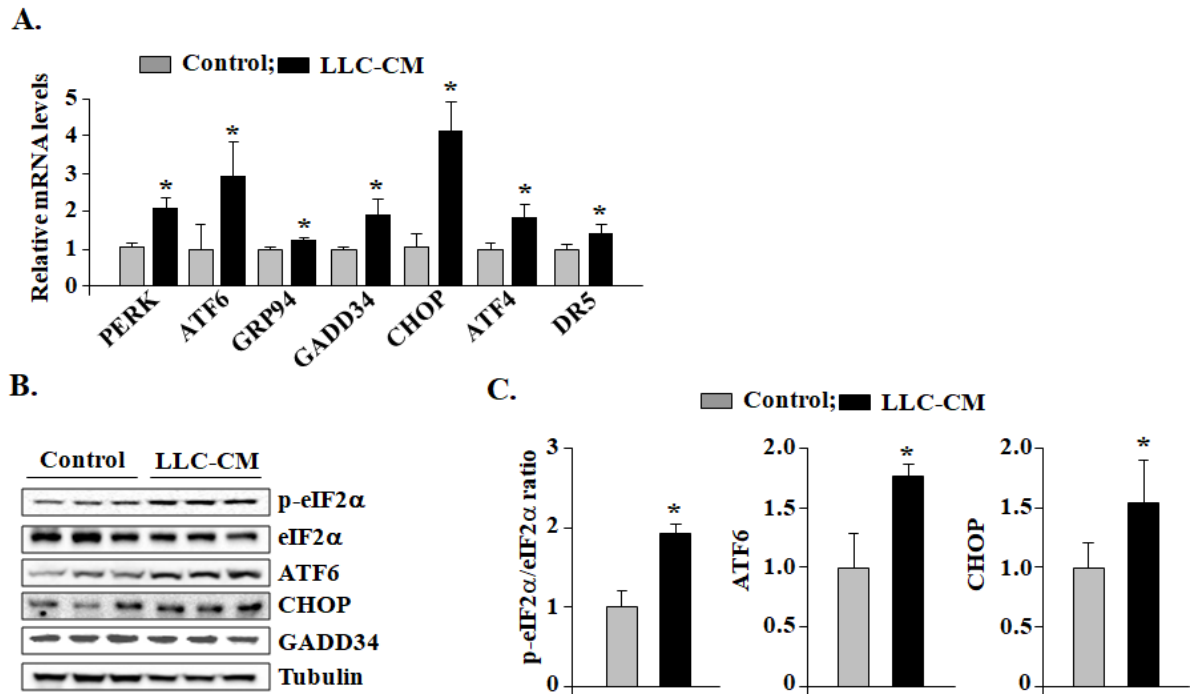 A.
Control; LLC-CM
Relative mRNA levels
5
4
3
2
1
0
* * * * * * *
PERK ATF6 GRP94 GADD34 CHOP ATF4 DR5
B.
Control LLC-CM
p-eIF2α
eIF2α
ATF6
CHOP
GADD34
Tubulin
C.
Control; LLC-CM
p-eIF2α/eIF2α ratio
3
2
1
0
*
ATF6
2.0
1.5
1.0
0.5
0.0
*
CHOP
2.0
1.5
1.0
0.5
0.0
*